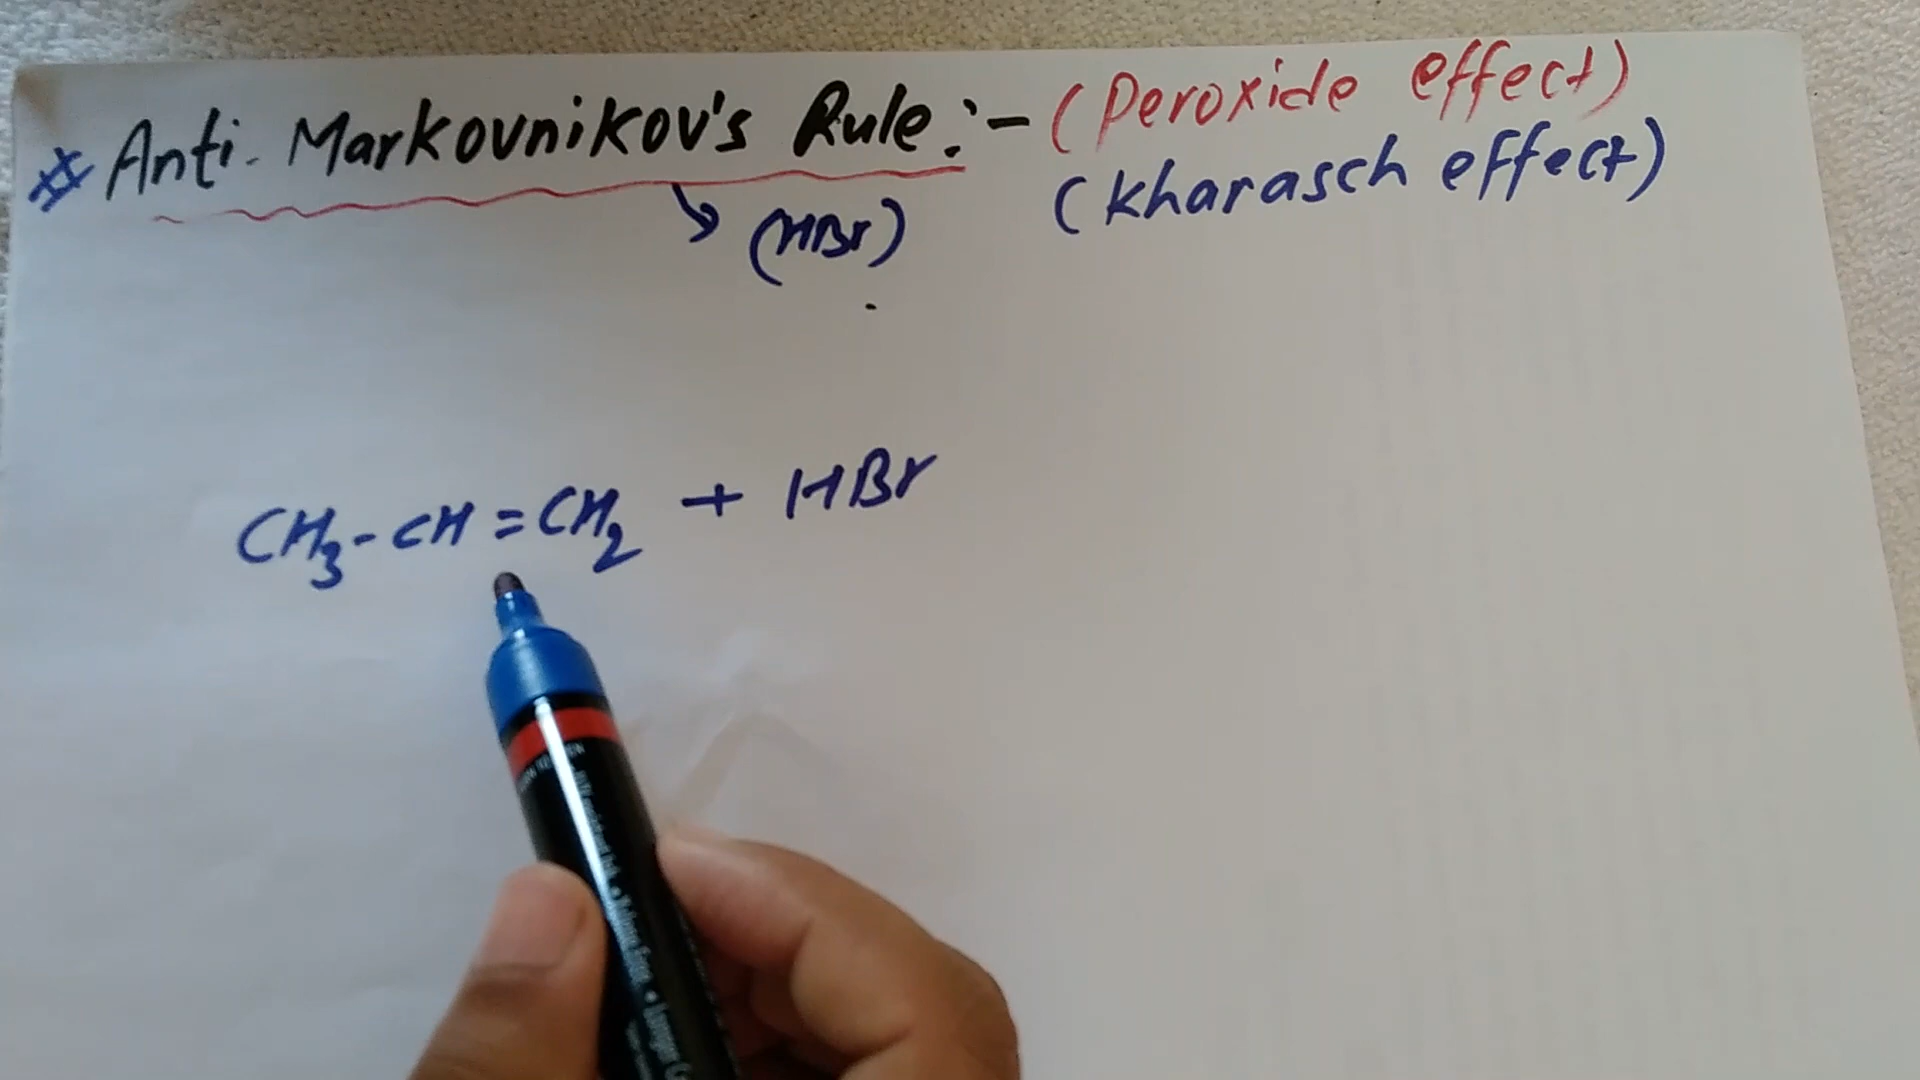 # Anti-Markovnikov's Rule:- (Peroxide effect)
(Kharasch effect)
(HBr)
CH3-CH=CH2 + HBr